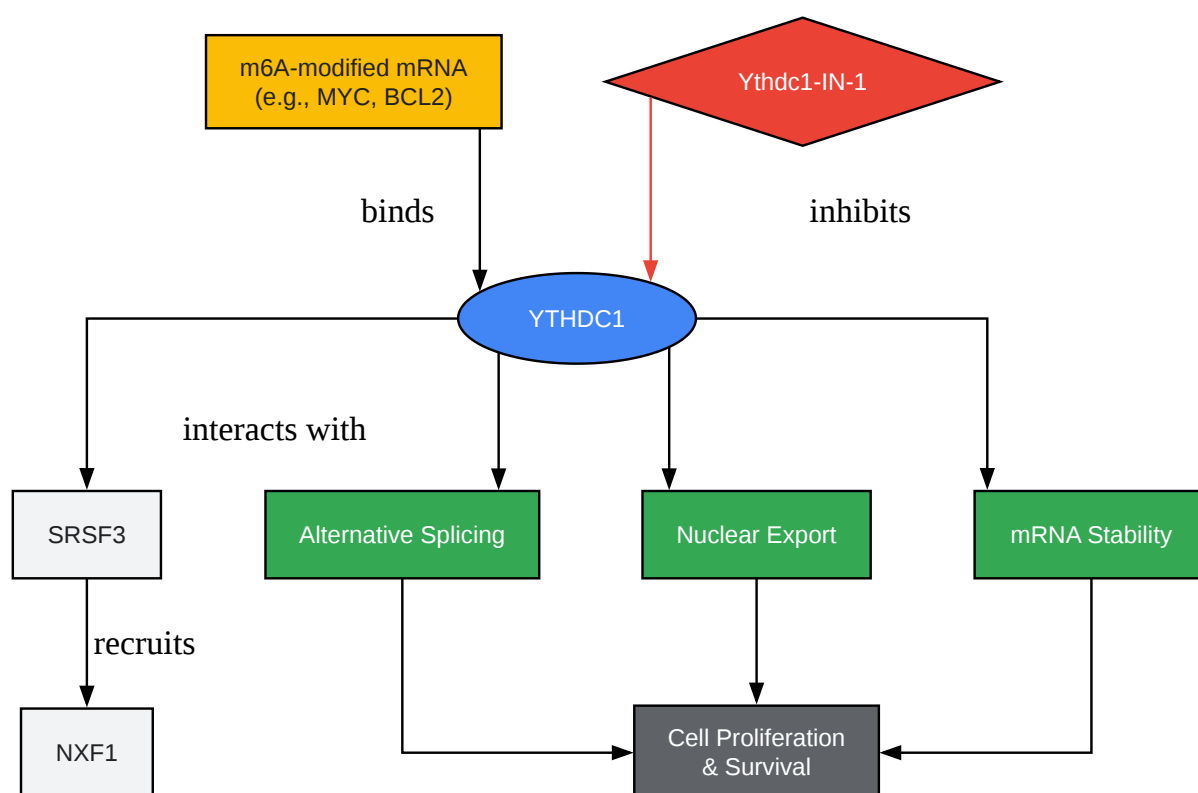 m6A-modified mRNA
(e.g., MYC, BCL2)
Ythdc1-IN-1
binds
inhibits
YTHDC1
interacts with
SRSF3
Alternative Splicing
Nuclear Export
mRNA Stability
recruits
NXF1
Cell Proliferation
& Survival